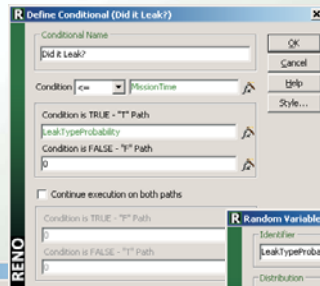 R Define Conditional (Did it Leak?)
Conditional Name
Did it Leak?
OK
Cancel
Help
Style...
Condition <= MissionTime
Condition is TRUE - "T" Path
LeakTypeProbability
Condition is FALSE - "F" Path
0
Continue execution on both paths
Condition is TRUE - "T" Path
0
Condition is FALSE - "F" Path
0
RENO
R Random Variable
Identifier
LeakTypeProba
Distribution